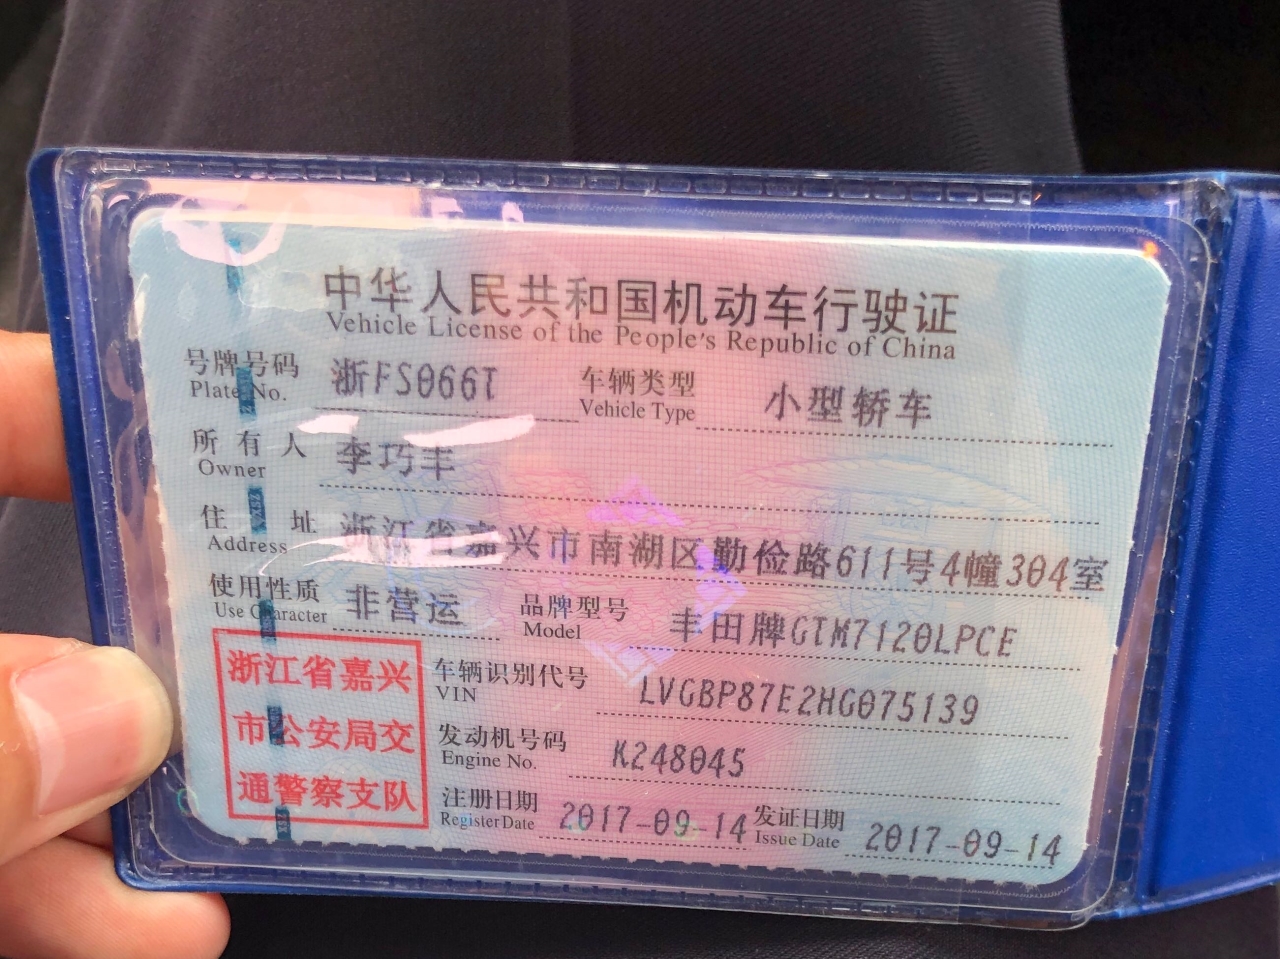 中华人民共和国机动车行驶证
Vehicle License of the People's Republic of China
号牌号码 浙FS066T 车辆类型 小型轿车
Plate No. Vehicle Type
所有人 李巧丰
Owner
住址 浙江省嘉兴市南湖区勤俭路611号4幢304室
Address
使用性质 非营运 品牌型号 丰田牌GTM7120LPCE
Use Character Model
浙江省嘉兴
市公安局交
通警察支队
车辆识别代号 LVGBP87E2HG075139
VIN
发动机号码 K248045
Engine No.
注册日期 2017-09-14 发证日期 2017-09-14
Register Date Issue Date